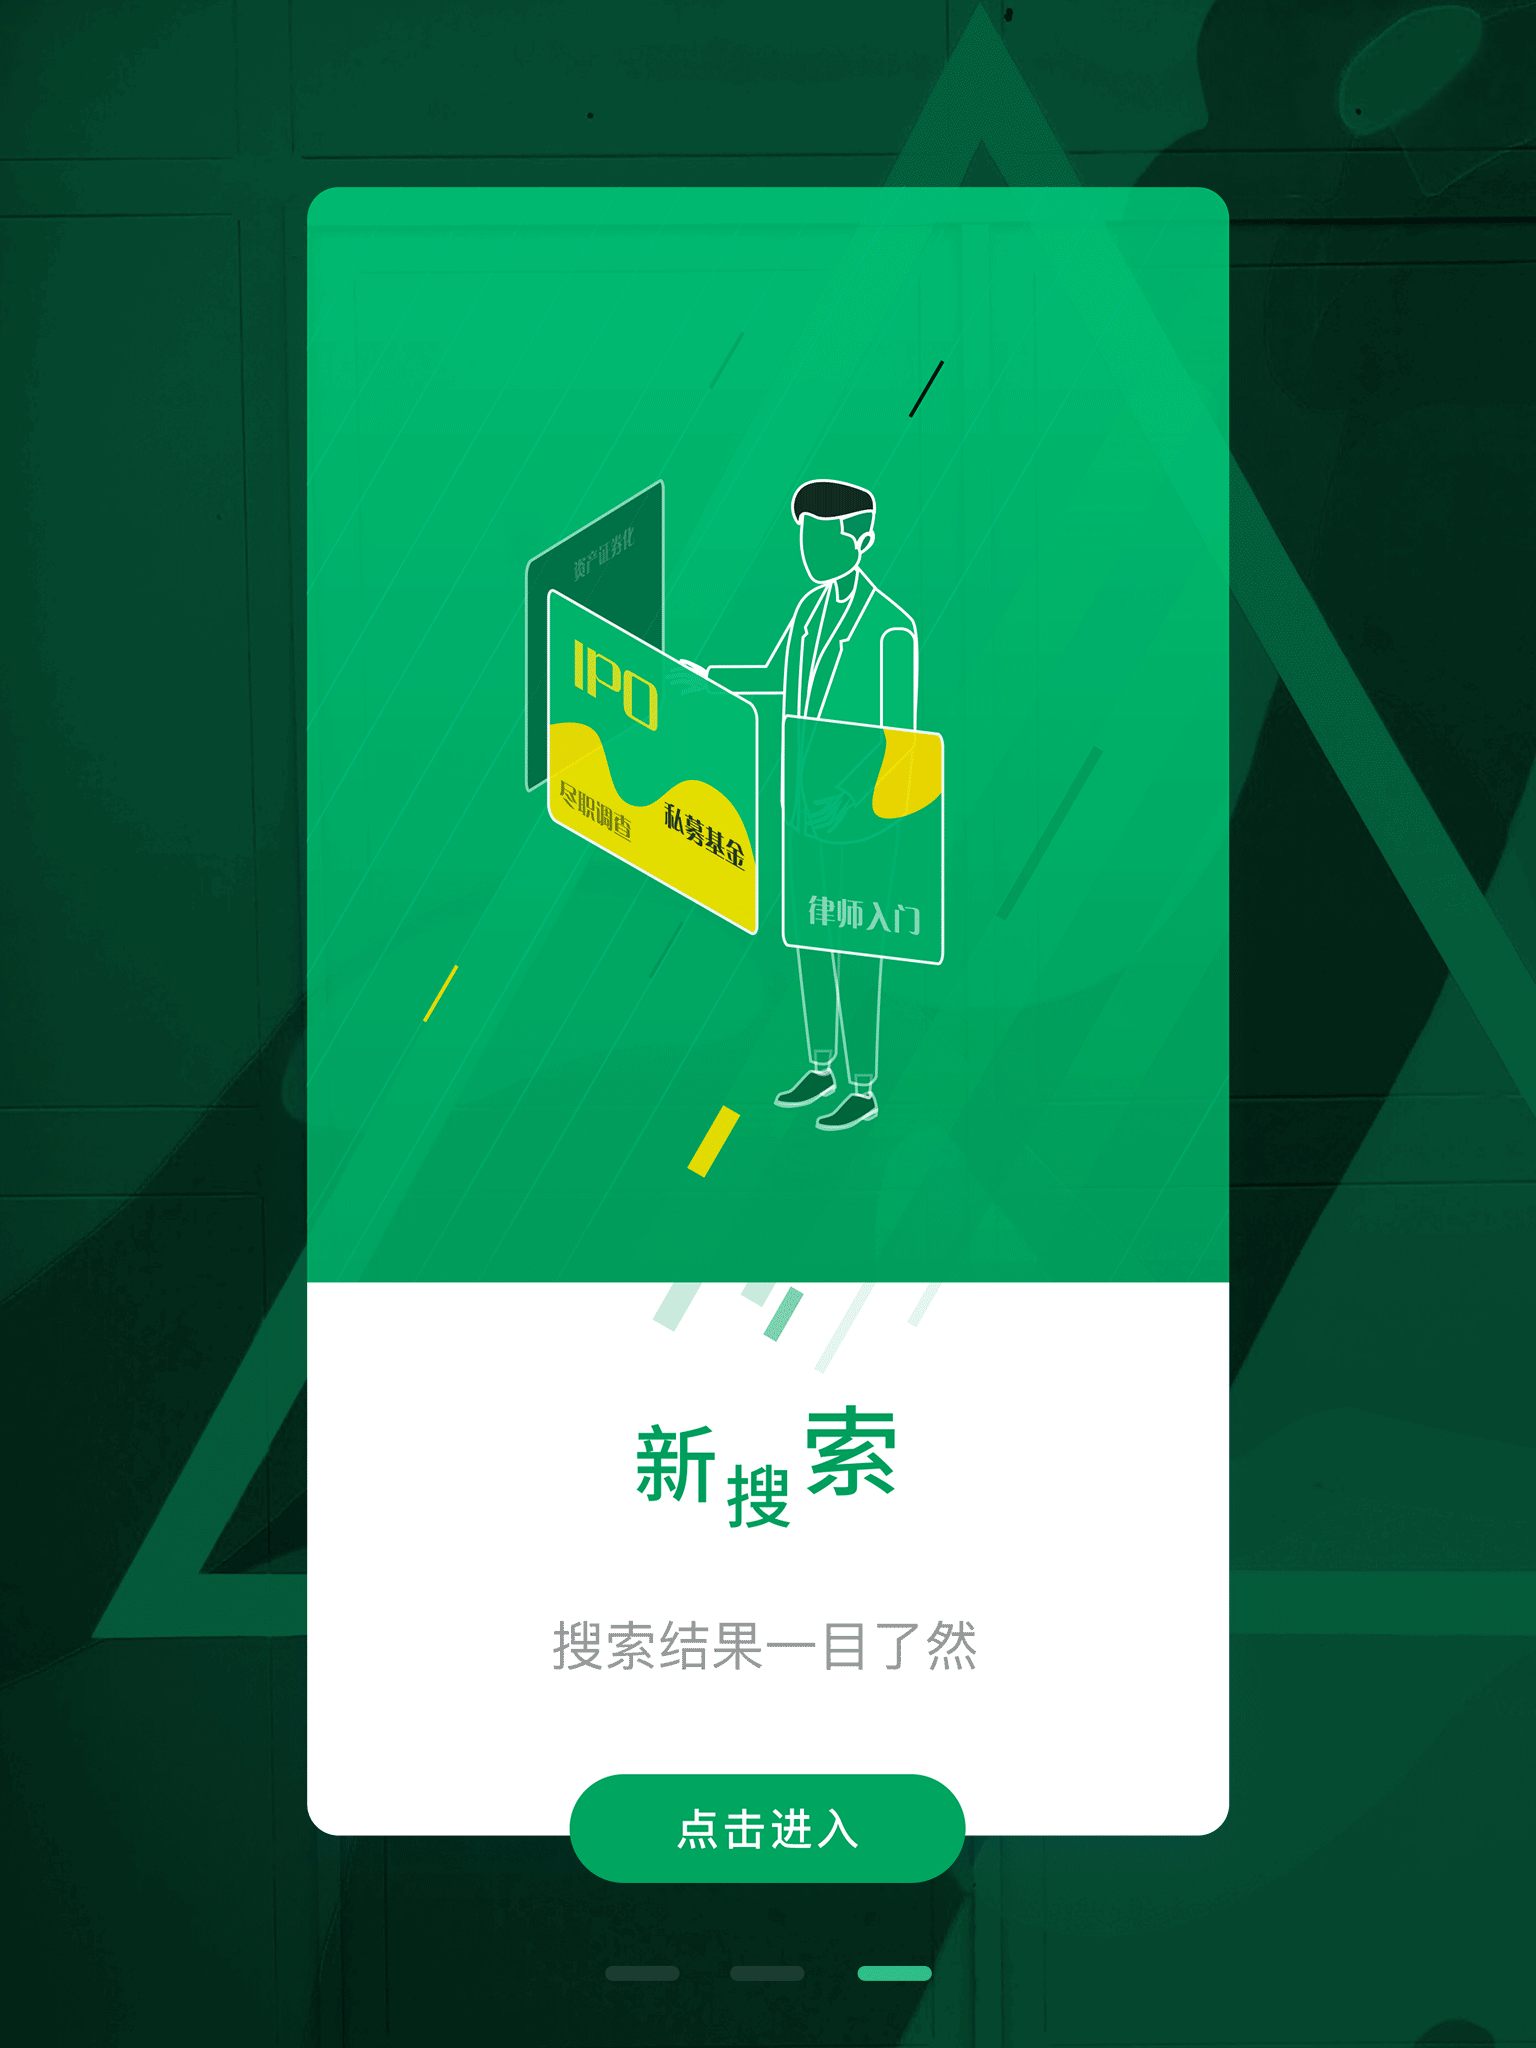 资产证券化
IPO
尽职调查
私募基金
律师入门
新搜索
搜索结果一目了然
点击进入